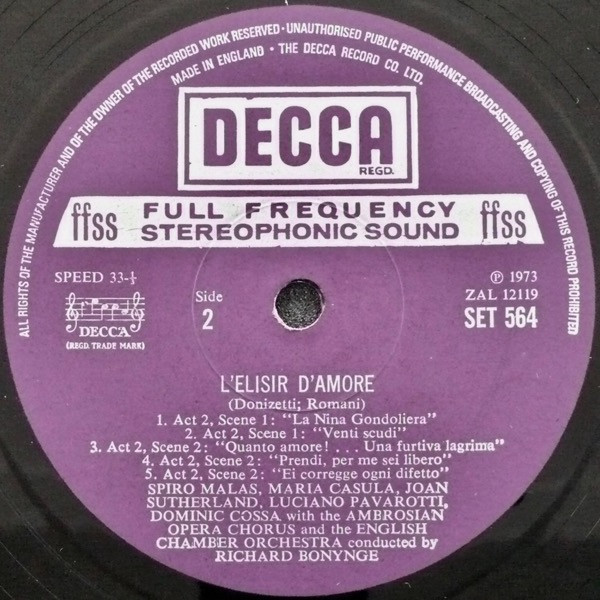 ALL RIGHTS OF THE MANUFACTURER AND OF THE OWNER OF THE RECORDED WORK RESERVED · UNAUTHORISED PUBLIC PERFORMANCE BROADCASTING AND COPYING OF THIS RECORD PROHIBITED
MADE IN ENGLAND · THE DECCA RECORD CO. LTD.
DECCA
REGD.
ffss FULL FREQUENCY ffss
STEREOPHONIC SOUND
SPEED 33-⅓
℗ 1973
ZAL 12119
SET 564
Side
2
DECCA
(REGD. TRADE MARK)
L'ELISIR D'AMORE
(Donizetti; Romani)
1. Act 2, Scene 1: "La Nina Gondoliera"
2. Act 2, Scene 1: "Venti scudi"
3. Act 2, Scene 2: "Quanto amore! . . . Una furtiva lagrima"
4. Act 2, Scene 2: "Prendi, per me sei libero"
5. Act 2, Scene 2: "Ei corregge ogni difetto"
SPIRO MALAS, MARIA CASULA, JOAN
SUTHERLAND, LUCIANO PAVAROTTI,
DOMINIC COSSA with the AMBROSIAN
OPERA CHORUS and the ENGLISH
CHAMBER ORCHESTRA conducted by
RICHARD BONYNGE